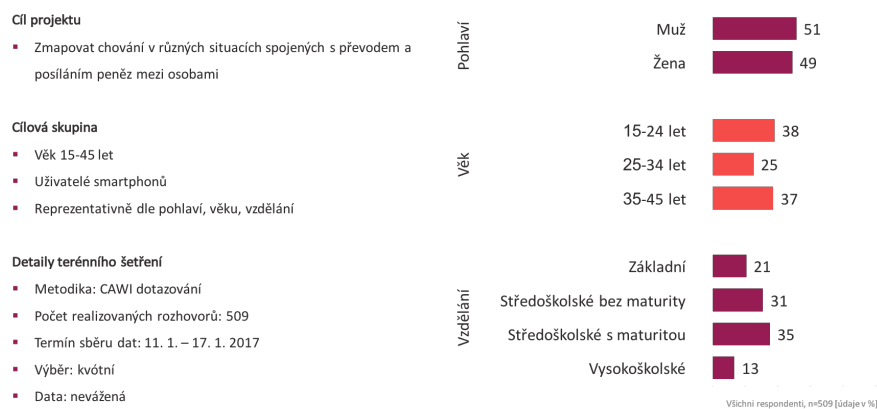 Cíl projektu
▪ Zmapovat chování v různých situacích spojených s převodem a
posíláním peněz mezi osobami
Cílová skupina
▪ Věk 15-45 let
▪ Uživatelé smartphonů
▪ Reprezentativně dle pohlaví, věku, vzdělání
Detaily terénního šetření
▪ Metodika: CAWI dotazování
▪ Počet realizovaných rozhovorů: 509
▪ Termín sběru dat: 11. 1. – 17. 1. 2017
▪ Výběr: kvótní
▪ Data: nevážená
Pohlaví
Muž 51
Žena 49
Věk
15-24 let 38
25-34 let 25
35-45 let 37
Vzdělání
Základní 21
Středoškolské bez maturity 31
Středoškolské s maturitou 35
Vysokoškolské 13
Všichni respondenti, n=509 [údaje v %]